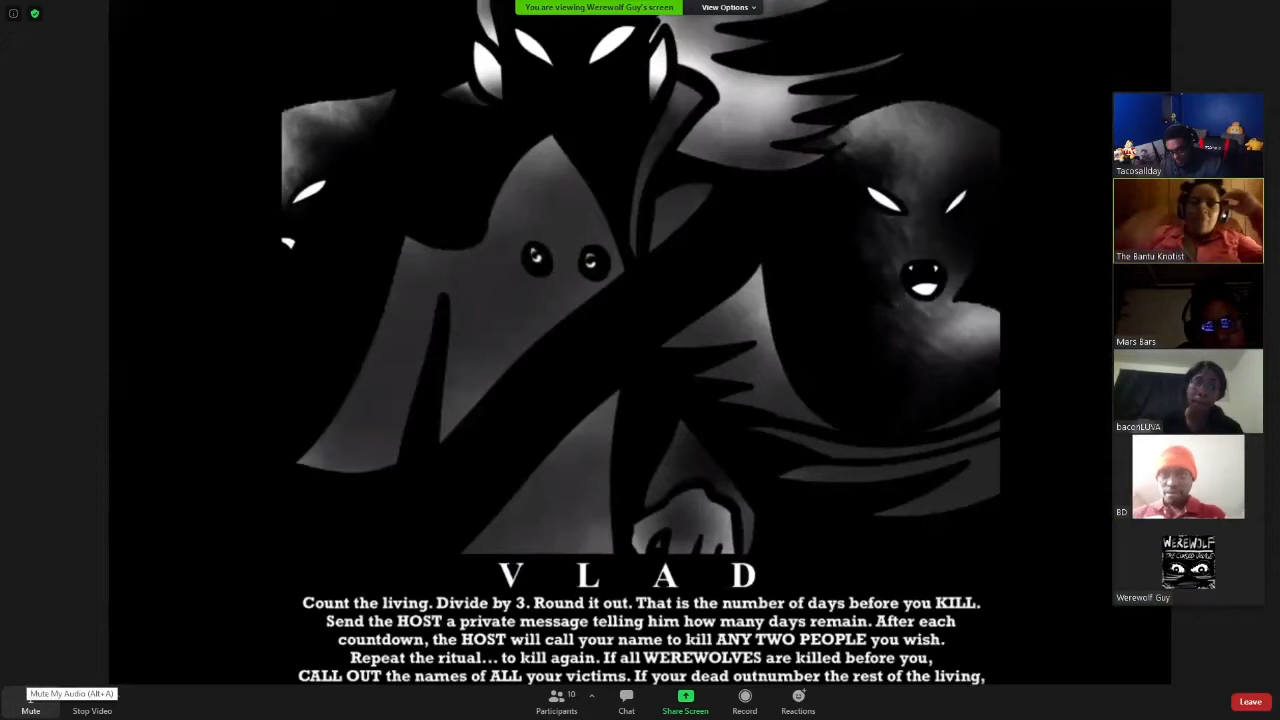 You are viewing Werewolf Guy's screen
View Options
Tacosallday
The Bantu Knotist
Mars Bars
baconLUVA
BD
WEREWOLF
THE CURSED VILLAGE
Werewolf Guy
VLAD
Count the living. Divide by 3. Round it out. That is the number of days before you KILL.
Send the HOST a private message telling him how many days remain. After each
countdown, the HOST will call your name to kill ANY TWO PEOPLE you wish.
Repeat the ritual... to kill again. If all WEREWOLVES are killed before you,
CALL OUT the names of ALL your victims. If your dead outnumber the rest of the living,
Mute My Audio (Alt+A)
Mute
Stop Video
Participants
10
Chat
Share Screen
Record
Reactions
Leave